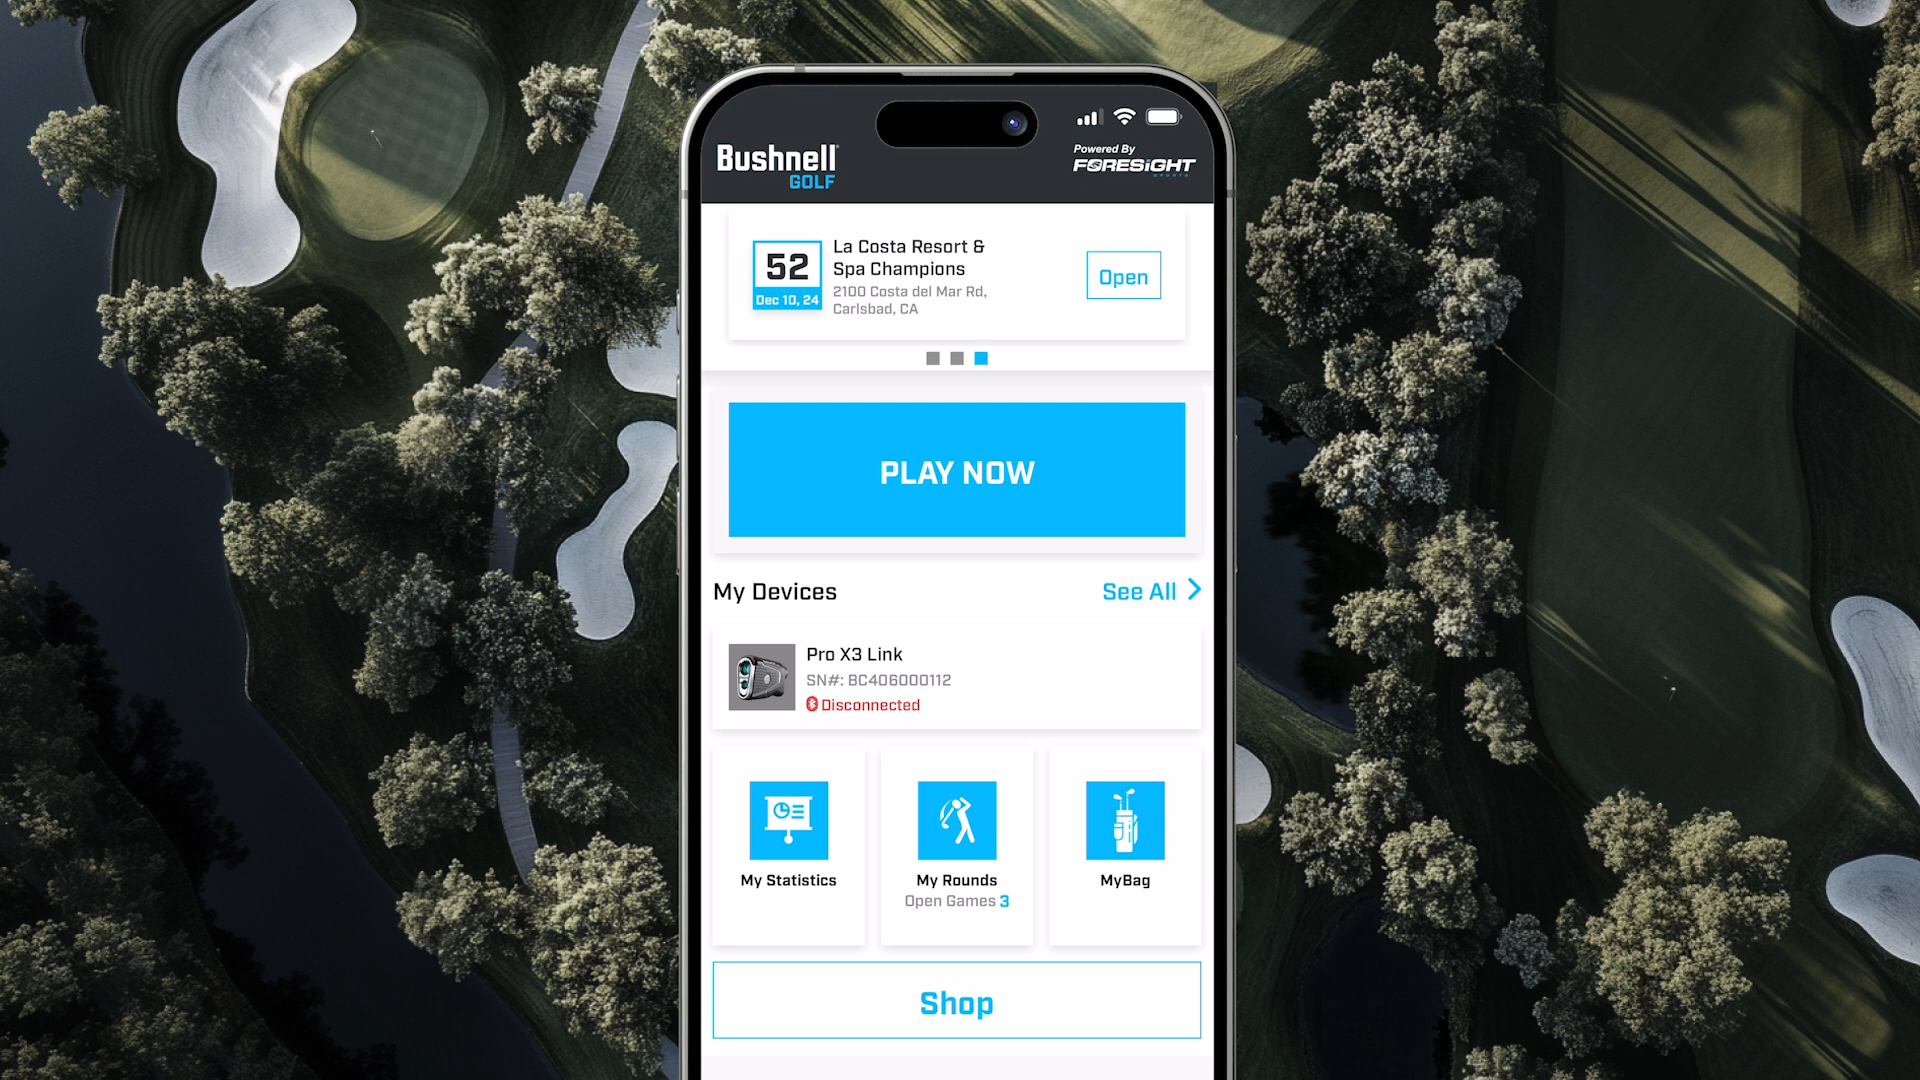 Bushnell
GOLF
Powered By
FORESIGHT
SPORTS
52
Dec 10, 24
La Costa Resort &
Spa Champions
2100 Costa del Mar Rd,
Carlsbad, CA
Open
PLAY NOW
My Devices
See All
Pro X3 Link
SN#: BC406000112
Disconnected
My Statistics
My Rounds
Open Games 3
MyBag
Shop